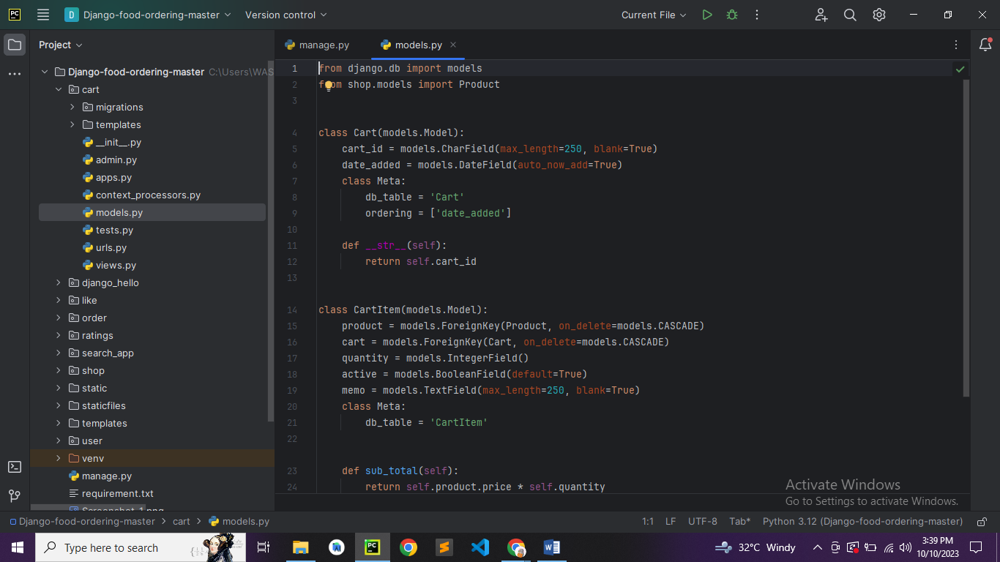 PC D Django-food-ordering-master Version control Current File
Project
manage.py models.py
Django-food-ordering-master C:\Users\WAS
cart
migrations
templates
__init__.py
admin.py
apps.py
context_processors.py
models.py
tests.py
urls.py
views.py
django_hello
like
order
ratings
search_app
shop
static
staticfiles
templates
user
venv
manage.py
requirement.txt
Screenshot_1.png
1 from django.db import models
2 from shop.models import Product
3
4 class Cart(models.Model):
5 cart_id = models.CharField(max_length=250, blank=True)
6 date_added = models.DateField(auto_now_add=True)
7 class Meta:
8 db_table = 'Cart'
9 ordering = ['date_added']
10
11 def __str__(self):
12 return self.cart_id
13
14 class CartItem(models.Model):
15 product = models.ForeignKey(Product, on_delete=models.CASCADE)
16 cart = models.ForeignKey(Cart, on_delete=models.CASCADE)
17 quantity = models.IntegerField()
18 active = models.BooleanField(default=True)
19 memo = models.TextField(max_length=250, blank=True)
20 class Meta:
21 db_table = 'CartItem'
22
23 def sub_total(self):
24 return self.product.price * self.quantity
Activate Windows
Go to Settings to activate Windows.
Django-food-ordering-master > cart > models.py 1:1 LF UTF-8 Tab* Python 3.12 (Django-food-ordering-master)
Type here to search PC 32°C Windy 3:39 PM
10/10/2023